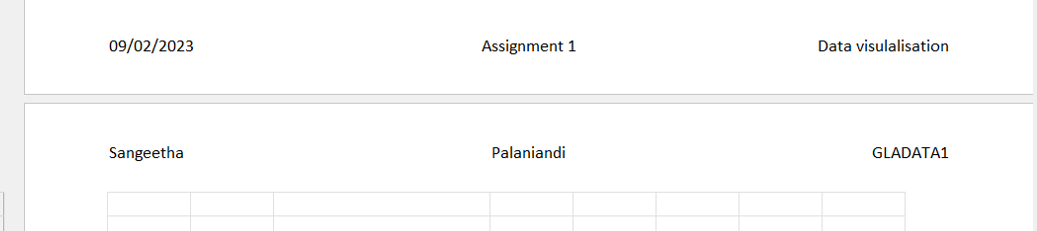 09/02/2023 Assignment 1 Data visulalisation
Sangeetha Palaniandi GLADATA1